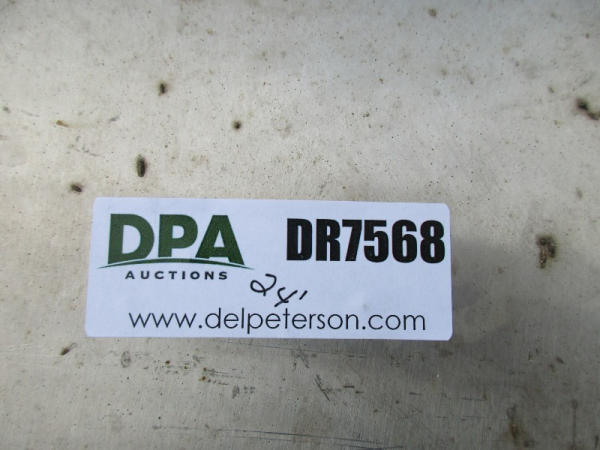 DPA
AUCTIONS
DR7568
24'
www.delpeterson.com